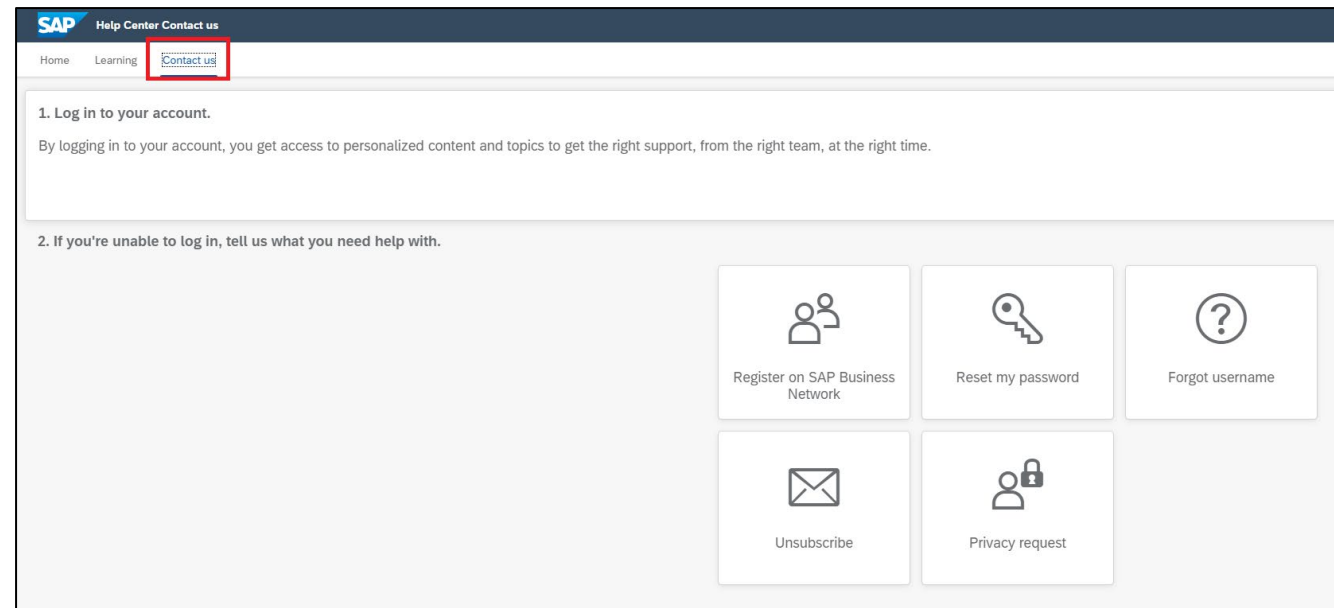 SAP Help Center Contact us
Home Learning Contact us
1. Log in to your account.
By logging in to your account, you get access to personalized content and topics to get the right support, from the right team, at the right time.
2. If you're unable to log in, tell us what you need help with.
Register on SAP Business
Network
Reset my password
Forgot username
Unsubscribe
Privacy request